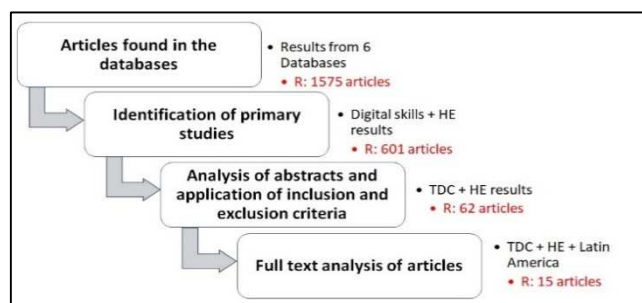 Articles found in the
databases
• Results from 6
Databases
• R: 1575 articles
Identification of primary
studies
• Digital skills + HE
results
• R: 601 articles
Analysis of abstracts and
application of inclusion and
exclusion criteria
• TDC + HE results
• R: 62 articles
Full text analysis of articles
• TDC + HE + Latin
America
• R: 15 articles